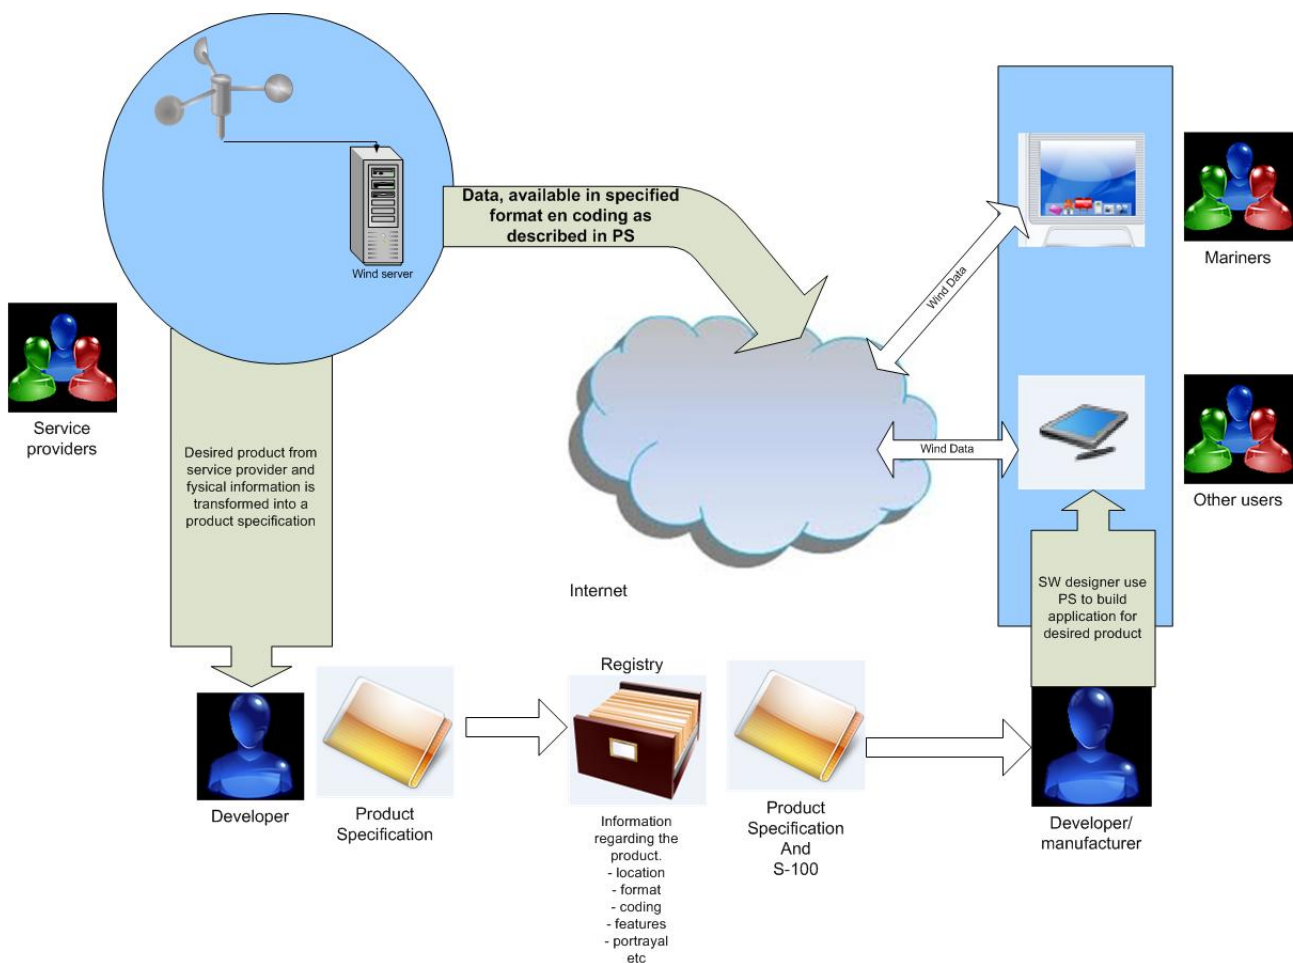 Data, available in specified
format en coding as
described in PS
Wind server
Mariners
Wind Data
Service
providers
Desired product from
service provider and
fysical information is
transformed into a
product specification
Wind Data
Other users
Internet
SW designer use
PS to build
application for
desired product
Registry
Developer
Product
Specification
Information
regarding the
product.
- location
- format
- coding
- features
- portrayal
etc
Product
Specification
And
S-100
Developer/
manufacturer